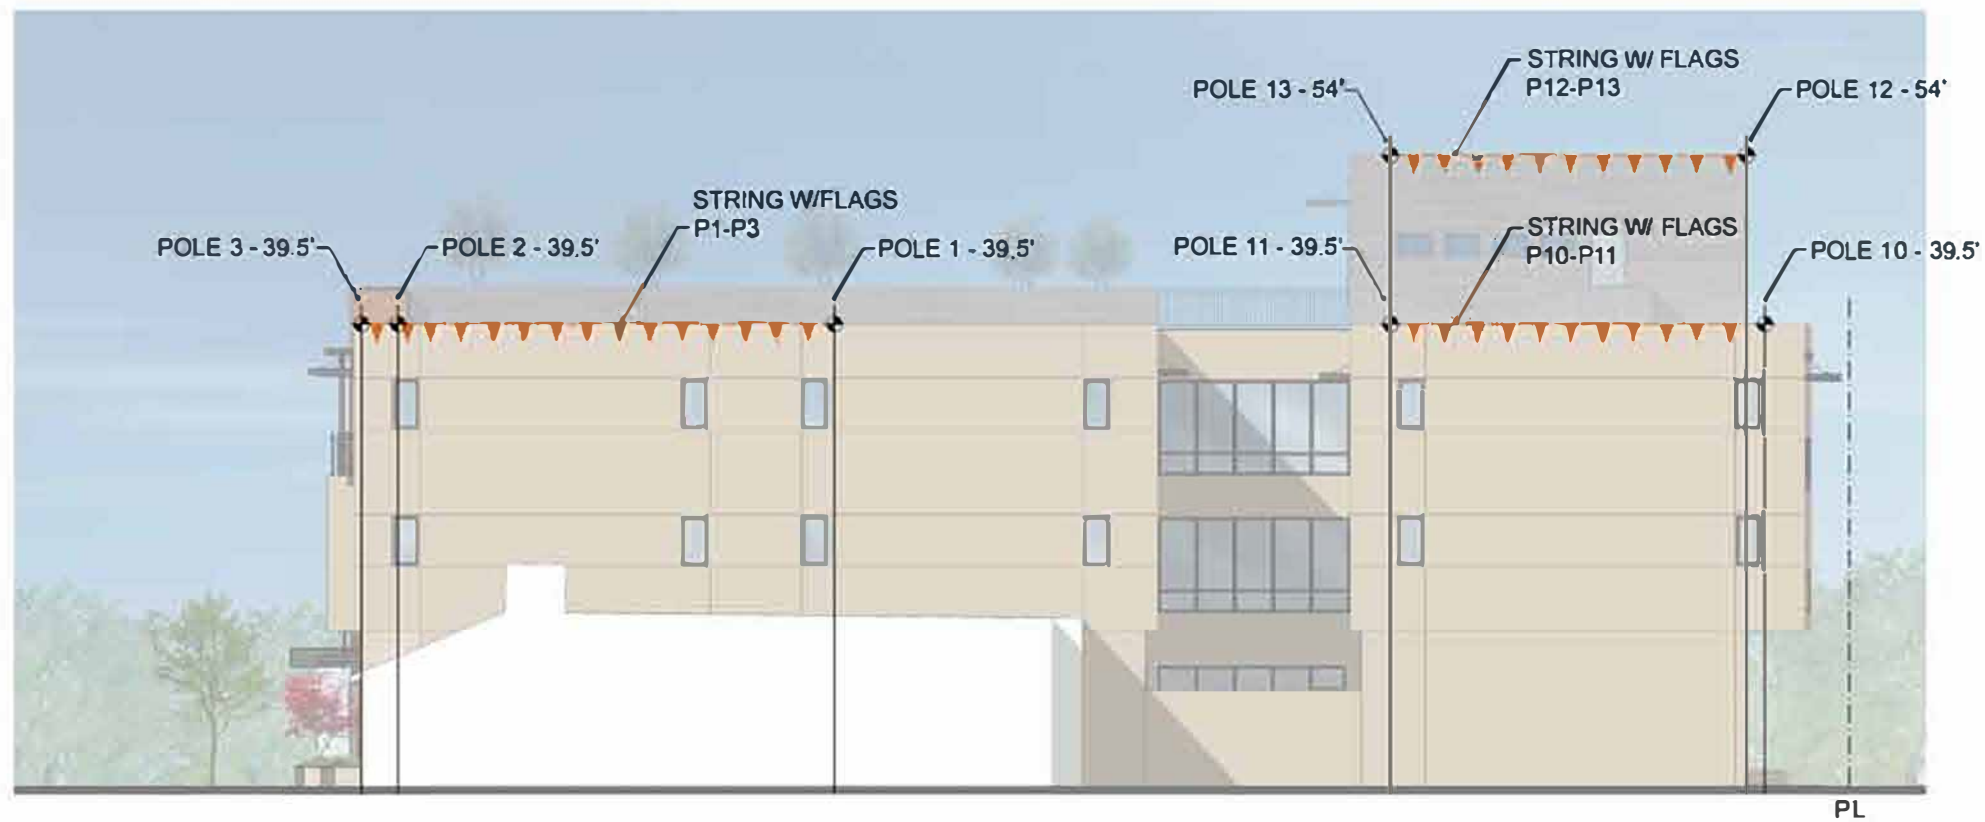 STRING W/ FLAGS
P12-P13
POLE 13 - 54'
POLE 12 - 54'
STRING W/FLAGS
P1-P3
POLE 3 - 39.5'
POLE 2 - 39.5'
POLE 1 - 39.5'
POLE 11 - 39.5'
STRING W/ FLAGS
P10-P11
POLE 10 - 39.5'
PL